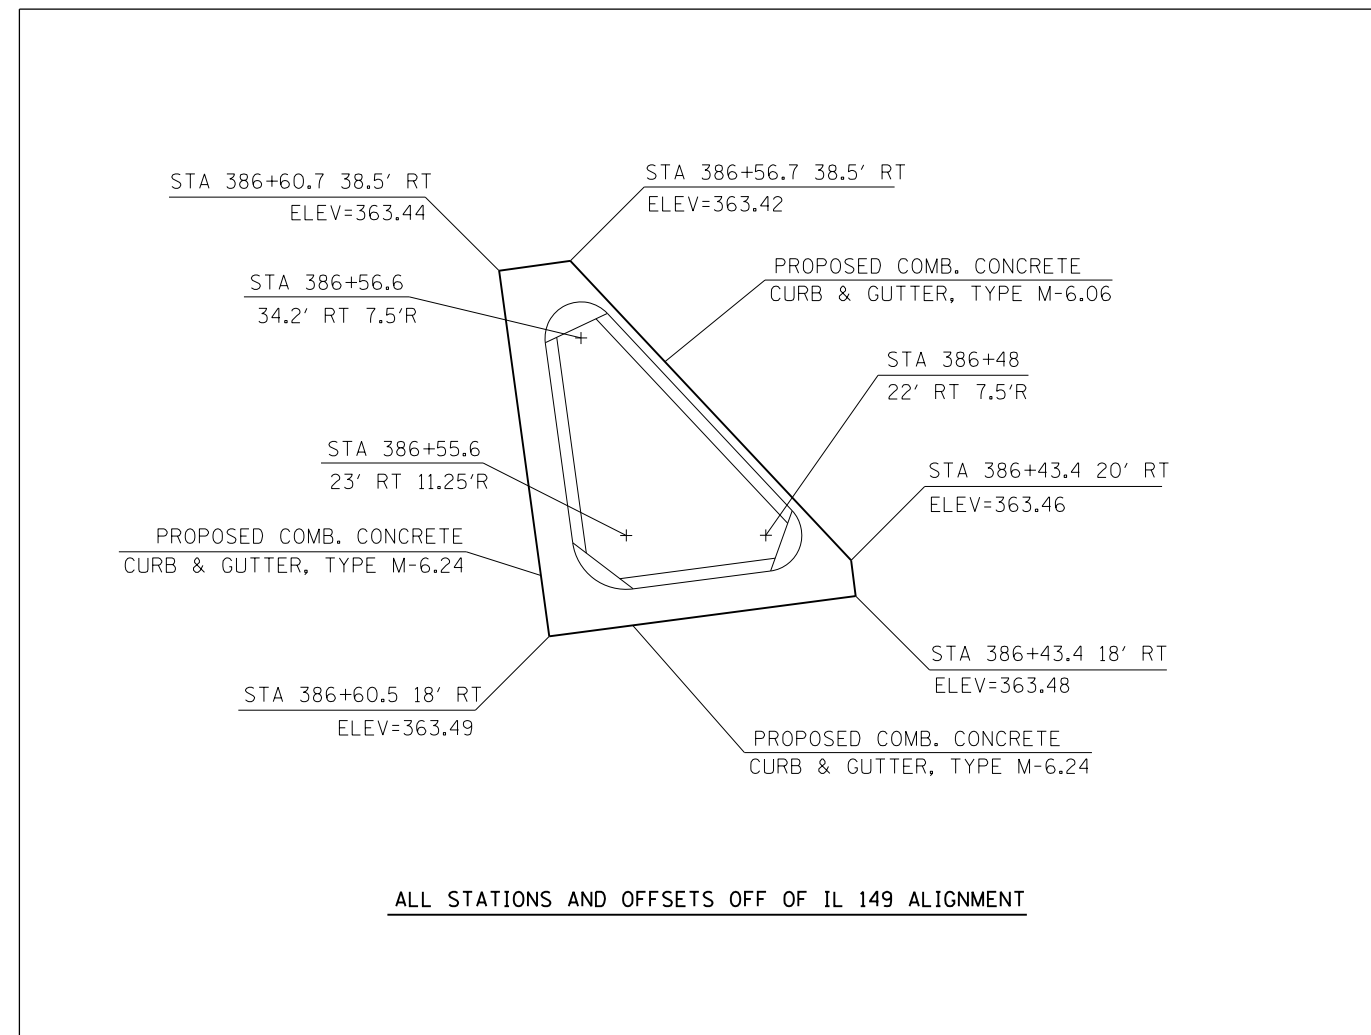 STA 386+60.7 38.5' RT
ELEV=363.44
STA 386+56.7 38.5' RT
ELEV=363.42
STA 386+56.6
34.2' RT 7.5'R
PROPOSED COMB. CONCRETE
CURB & GUTTER, TYPE M-6.06
STA 386+48
22' RT 7.5'R
STA 386+55.6
23' RT 11.25'R
STA 386+43.4 20' RT
ELEV=363.46
PROPOSED COMB. CONCRETE
CURB & GUTTER, TYPE M-6.24
STA 386+43.4 18' RT
ELEV=363.48
STA 386+60.5 18' RT
ELEV=363.49
PROPOSED COMB. CONCRETE
CURB & GUTTER, TYPE M-6.24
ALL STATIONS AND OFFSETS OFF OF IL 149 ALIGNMENT